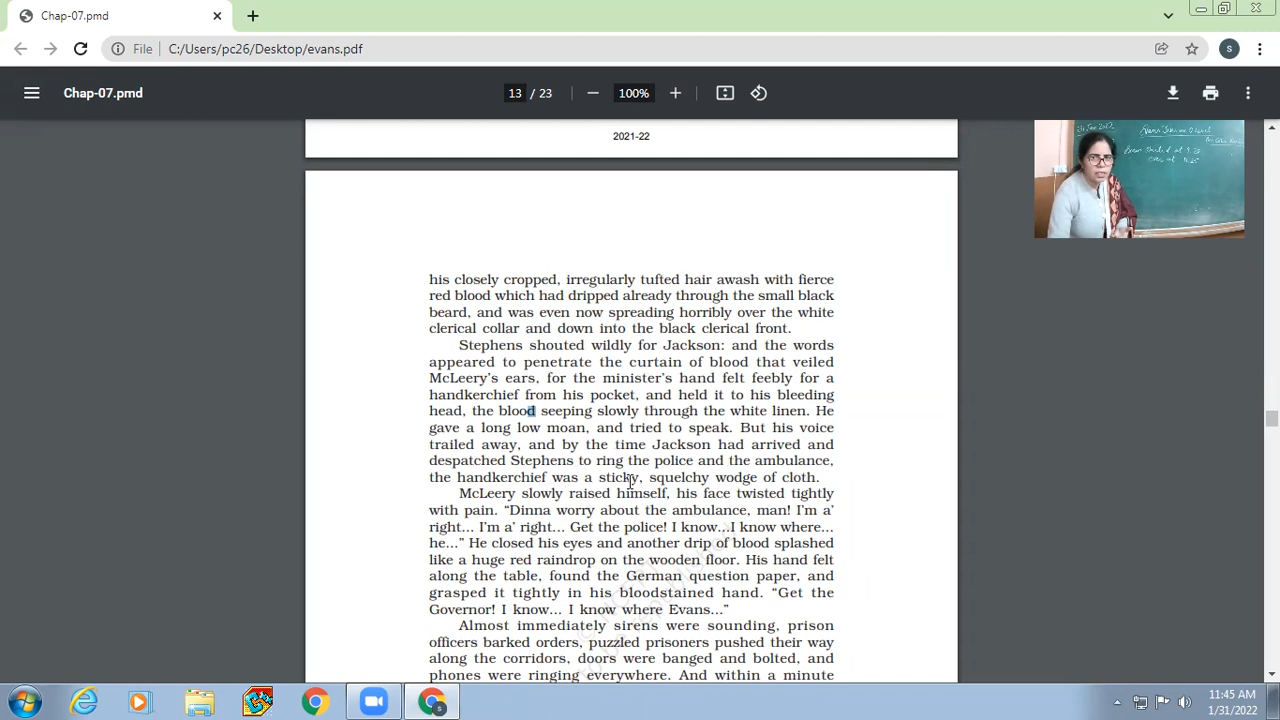 Chap-07.pmd
File
C:/Users/pc26/Desktop/evans.pdf
S
Chap-07.pmd
13 / 23
100%
2021-22
his closely cropped, irregularly tufted hair awash with fierce
red blood which had dripped already through the small black
beard, and was even now spreading horribly over the white
clerical collar and down into the black clerical front.
Stephens shouted wildly for Jackson: and the words
appeared to penetrate the curtain of blood that veiled
McLeery's ears, for the minister's hand felt feebly for a
handkerchief from his pocket, and held it to his bleeding
head, the blood seeping slowly through the white linen. He
gave a long low moan, and tried to speak. But his voice
trailed away, and by the time Jackson had arrived and
despatched Stephens to ring the police and the ambulance,
the handkerchief was a sticky, squelchy wodge of cloth.
McLeery slowly raised himself, his face twisted tightly
with pain. “Dinna worry about the ambulance, man! I'm a'
right... I'm a' right... Get the police! I know...I know where...
he...” He closed his eyes and another drip of blood splashed
like a huge red raindrop on the wooden floor. His hand felt
along the table, found the German question paper, and
grasped it tightly in his bloodstained hand. “Get the
Governor! I know... I know where Evans...”
Almost immediately sirens were sounding, prison
officers barked orders, puzzled prisoners pushed their way
along the corridors, doors were banged and bolted, and
phones were ringing everywhere. And within a minute
11:45 AM
1/31/2022